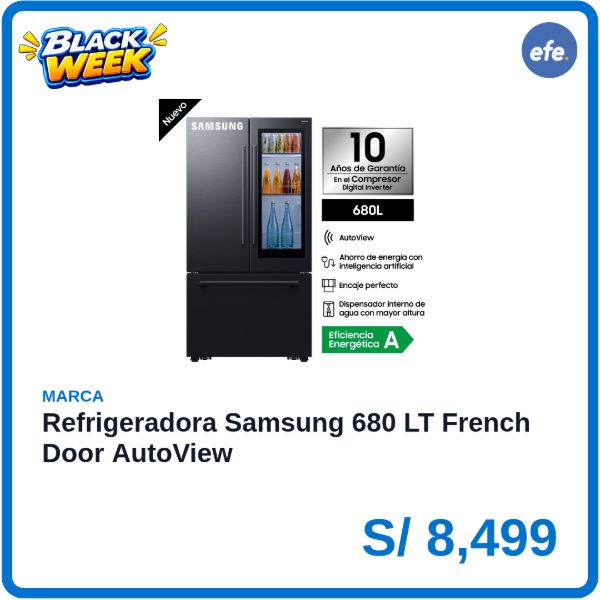 BLACK
WEEK
efe.
Nuevo
SAMSUNG
10
Años de Garantía
En el Compresor
Digital Inverter
680L
AutoView
Ahorro de energía con
inteligencia artificial
Encaje perfecto
Dispensador interno de
agua con mayor altura
Eficiencia
Energética
A
MARCA
Refrigeradora Samsung 680 LT French
Door AutoView
S/ 8,499